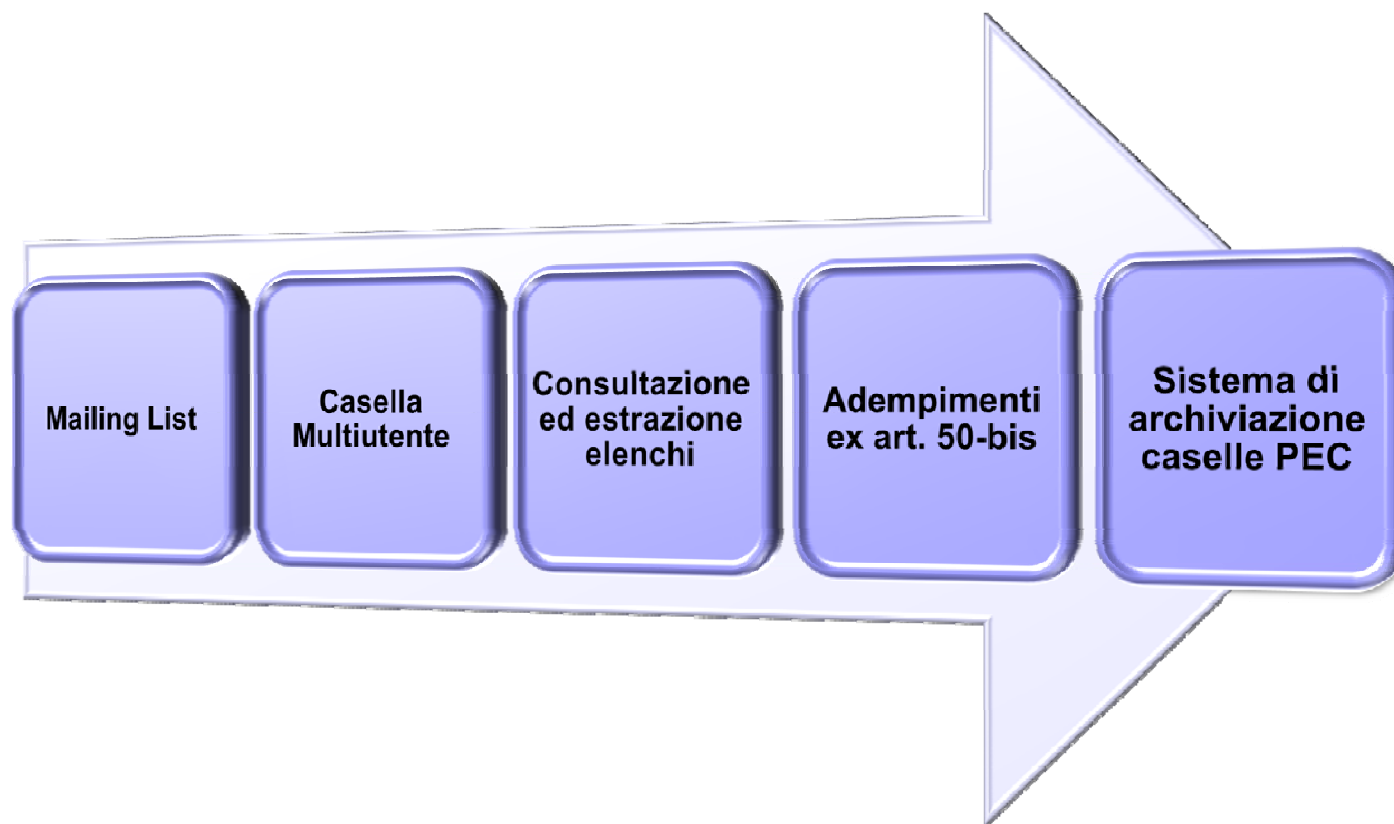 Mailing List
Casella
Multiutente
Consultazione
ed estrazione
elenchi
Adempimenti
ex art. 50-bis
Sistema di
archiviazione
caselle PEC